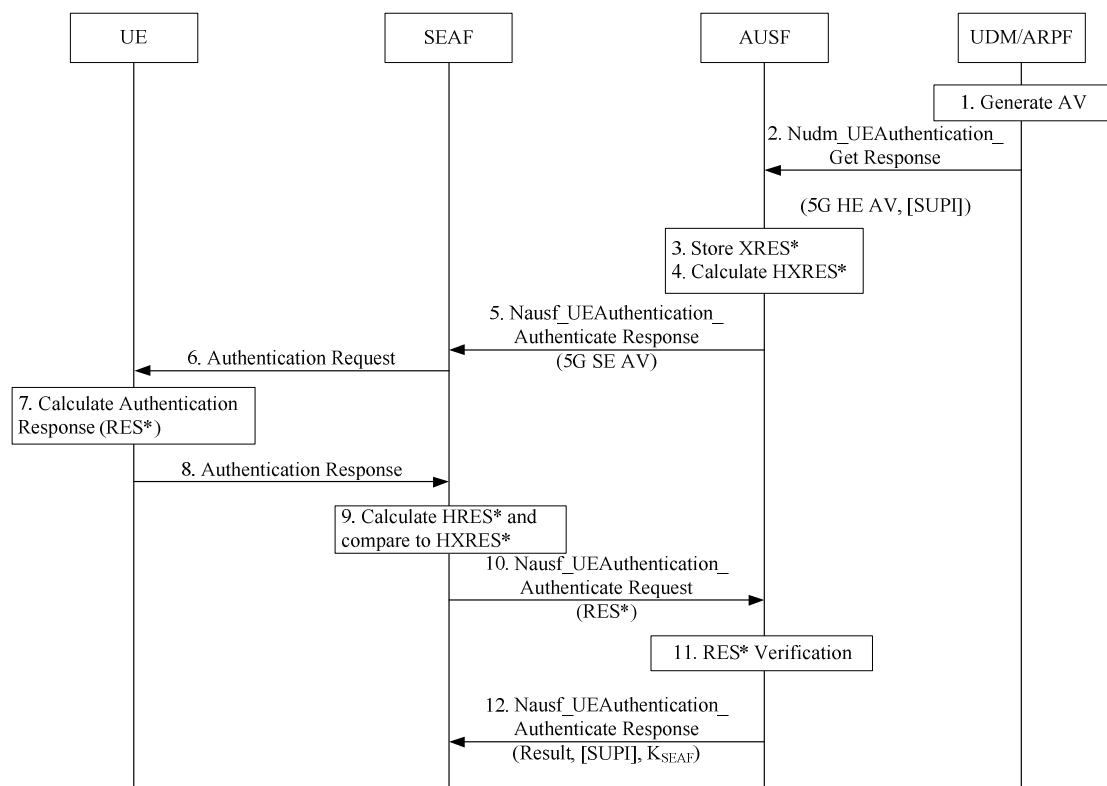 UE
SEAF
AUSF
UDM/ARPF
1. Generate AV
2. Nudm_UEAuthentication_
Get Response
(5G HE AV, [SUPI])
3. Store XRES*
4. Calculate HXRES*
5. Nausf_UEAuthentication_
Authenticate Response
(5G SE AV)
6. Authentication Request
7. Calculate Authentication
Response (RES*)
8. Authentication Response
9. Calculate HRES* and
compare to HXRES*
10. Nausf_UEAuthentication_
Authenticate Request
(RES*)
11. RES* Verification
12. Nausf_UEAuthentication_
Authenticate Response
(Result, [SUPI], KSEAF)